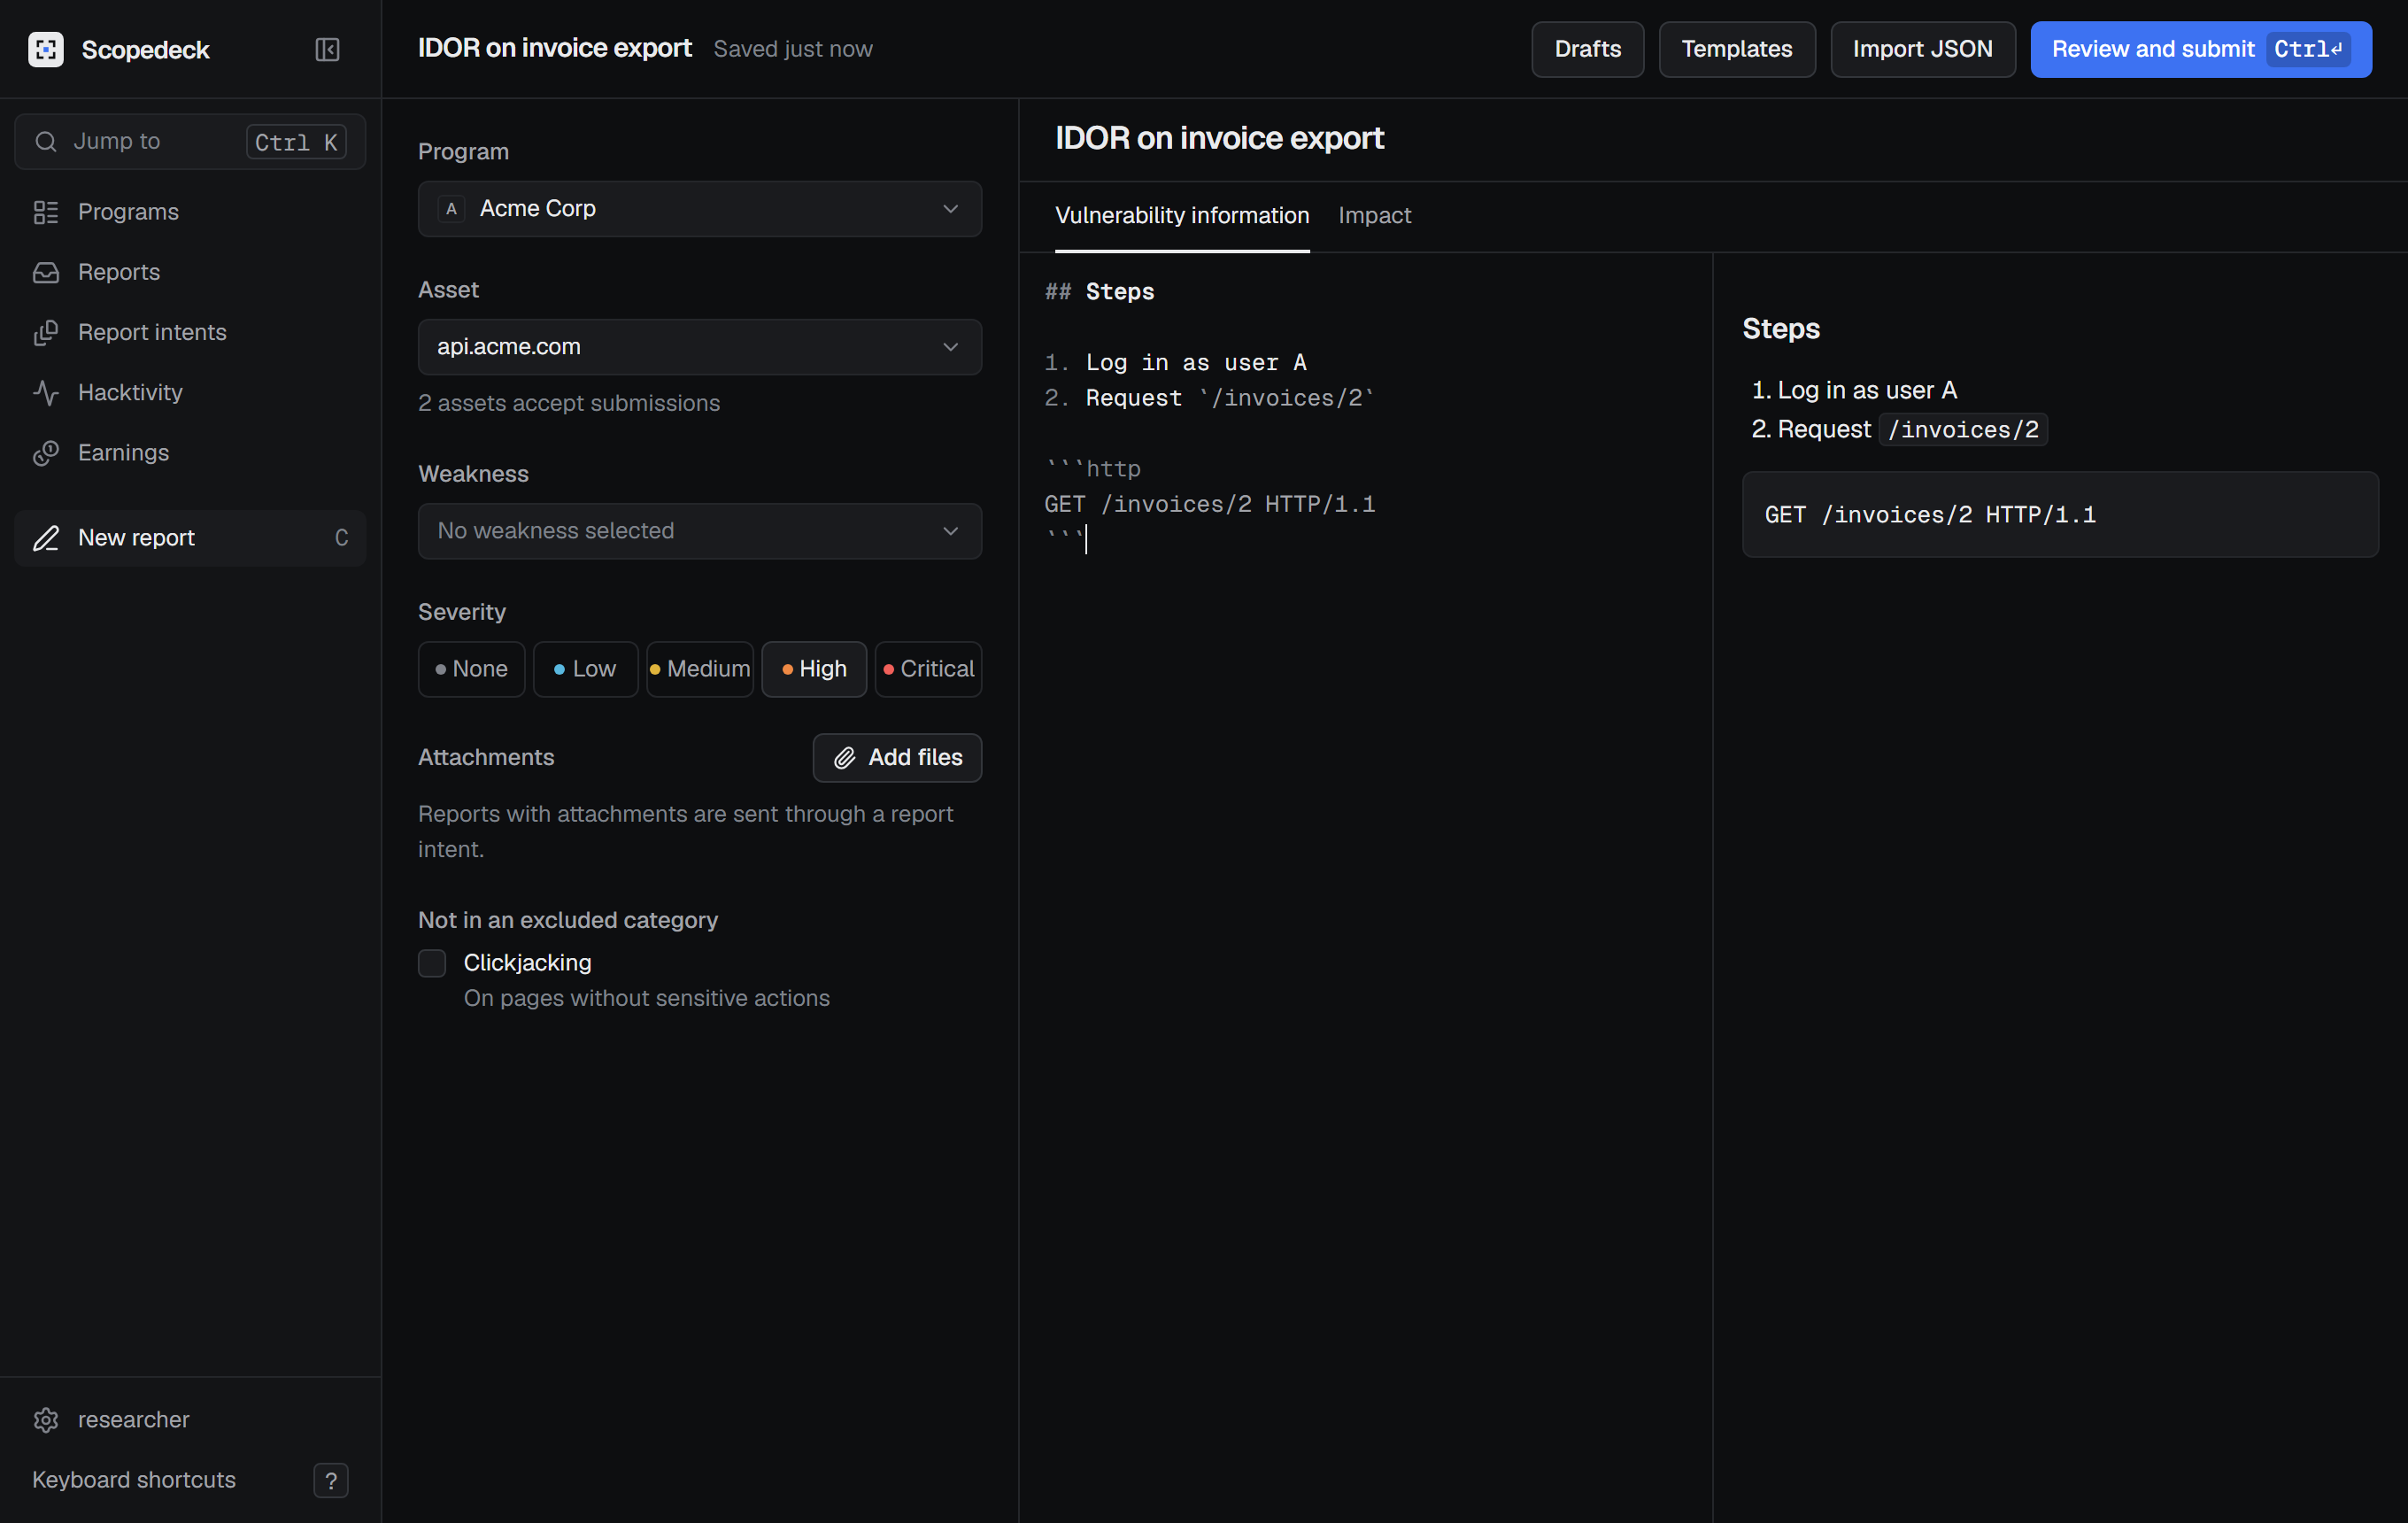 Scopedeck
Jump to Ctrl K
Programs
Reports
Report intents
Hacktivity
Earnings
New report C
researcher
Keyboard shortcuts ?
IDOR on invoice export Saved just now
Drafts Templates Import JSON Review and submit Ctrl↵
Program
A Acme Corp
Asset
api.acme.com
2 assets accept submissions
Weakness
No weakness selected
Severity
None Low Medium High Critical
Attachments Add files
Reports with attachments are sent through a report
intent.
Not in an excluded category
Clickjacking
On pages without sensitive actions
IDOR on invoice export
Vulnerability information Impact
## Steps
1. Log in as user A
2. Request `/invoices/2`
```http
GET /invoices/2 HTTP/1.1
```
Steps
1. Log in as user A
2. Request /invoices/2
GET /invoices/2 HTTP/1.1